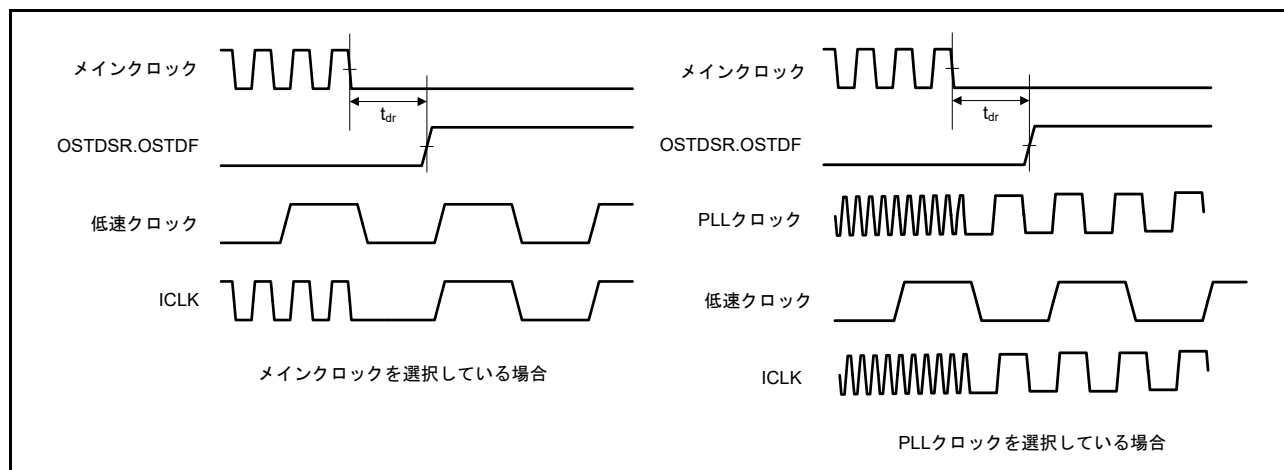 メインクロック
tdr
OSTDSR.OSTDF
低速クロック
ICLK
メインクロックを選択している場合
メインクロック
tdr
OSTDSR.OSTDF
PLLクロック
低速クロック
ICLK
PLLクロックを選択している場合